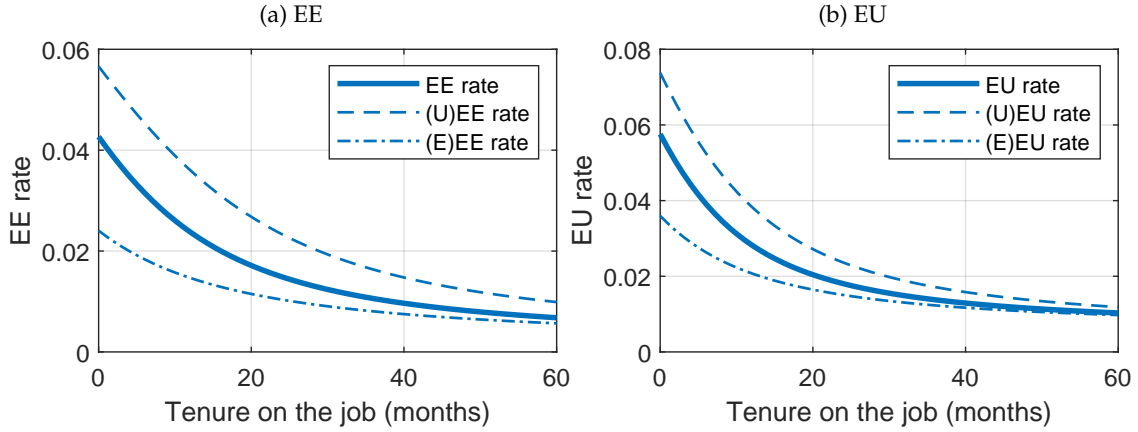 (a) EE
0.06
0.04
0.02
0
EE rate
EE rate
(U)EE rate
(E)EE rate
0
20
40
60
Tenure on the job (months)
(b) EU
0.08
0.06
0.04
0.02
0
EU rate
EU rate
(U)EU rate
(E)EU rate
0
20
40
60
Tenure on the job (months)